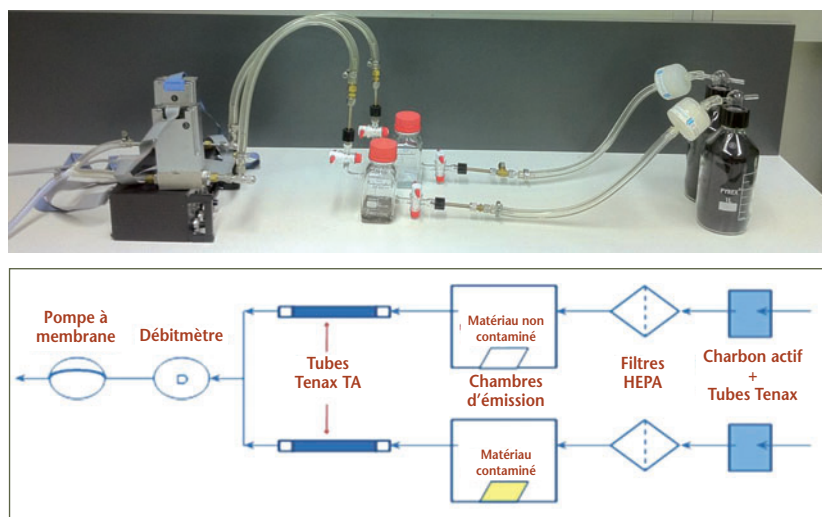 PYREX
Pompe à
membrane
Débitmètre
Tubes
Tenax TA
Matériau non
contaminé
Chambres
d'émission
Filtres
HEPA
Charbon actif
+
Tubes Tenax
D
Matériau
contaminé